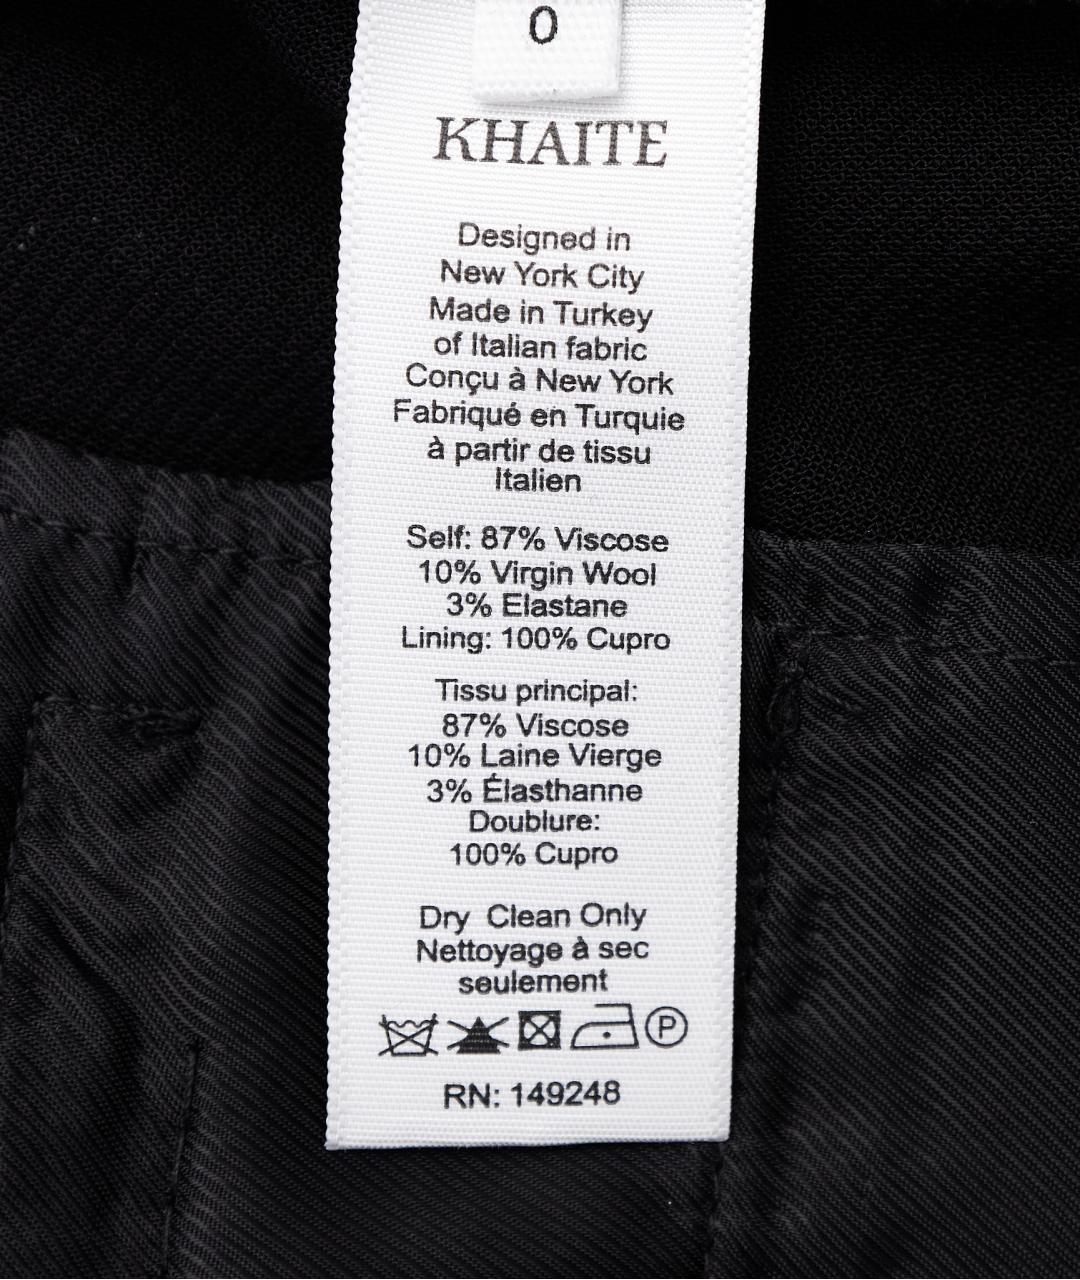 0
KHAITE
Designed in
New York City
Made in Turkey
of Italian fabric
Conçu à New York
Fabriqué en Turquie
à partir de tissu
Italien
Self: 87% Viscose
10% Virgin Wool
3% Elastane
Lining: 100% Cupro
Tissu principal:
87% Viscose
10% Laine Vierge
3% Élasthanne
Doublure:
100% Cupro
Dry Clean Only
Nettoyage à sec
seulement
P
RN: 149248